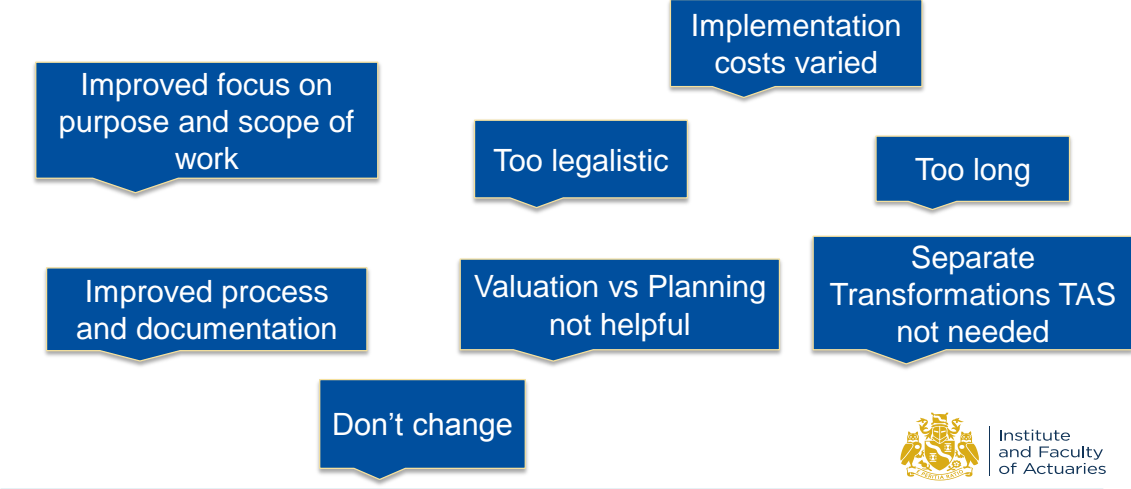 Implementation
costs varied
Improved focus on
purpose and scope of
work
Too legalistic
Too long
Improved process
and documentation
Valuation vs Planning
not helpful
Separate
Transformations TAS
not needed
Don’t change
Institute
and Faculty
of Actuaries